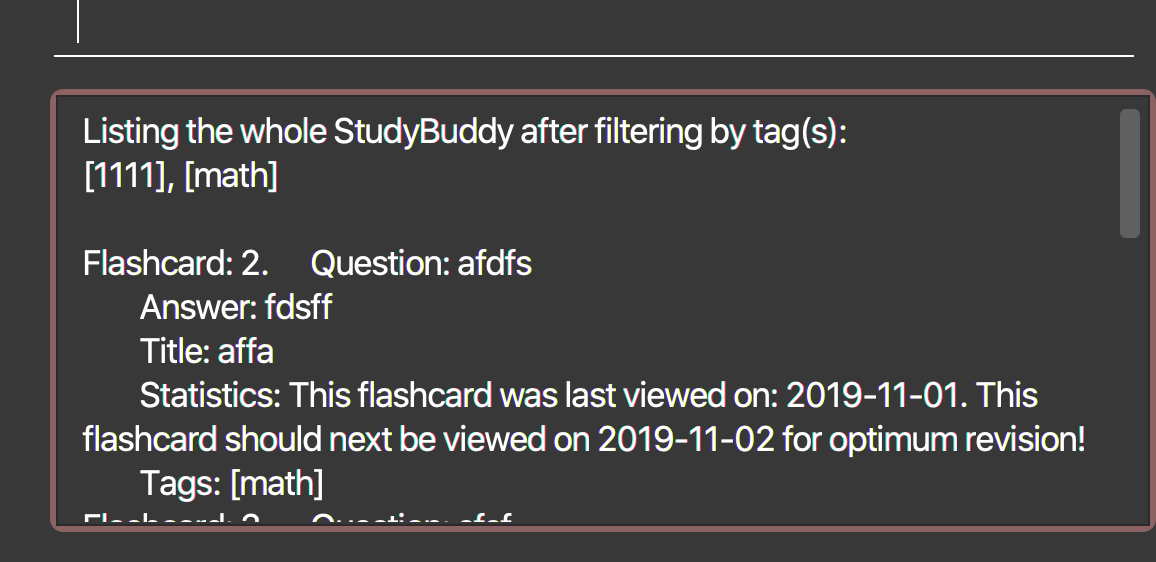 Listing the whole StudyBuddy after filtering by tag(s):
[1111], [math]
Flashcard: 2. Question: afdfs
Answer: fdsff
Title: affa
Statistics: This flashcard was last viewed on: 2019-11-01. This
flashcard should next be viewed on 2019-11-02 for optimum revision!
Tags: [math]
Flashcard: Question: